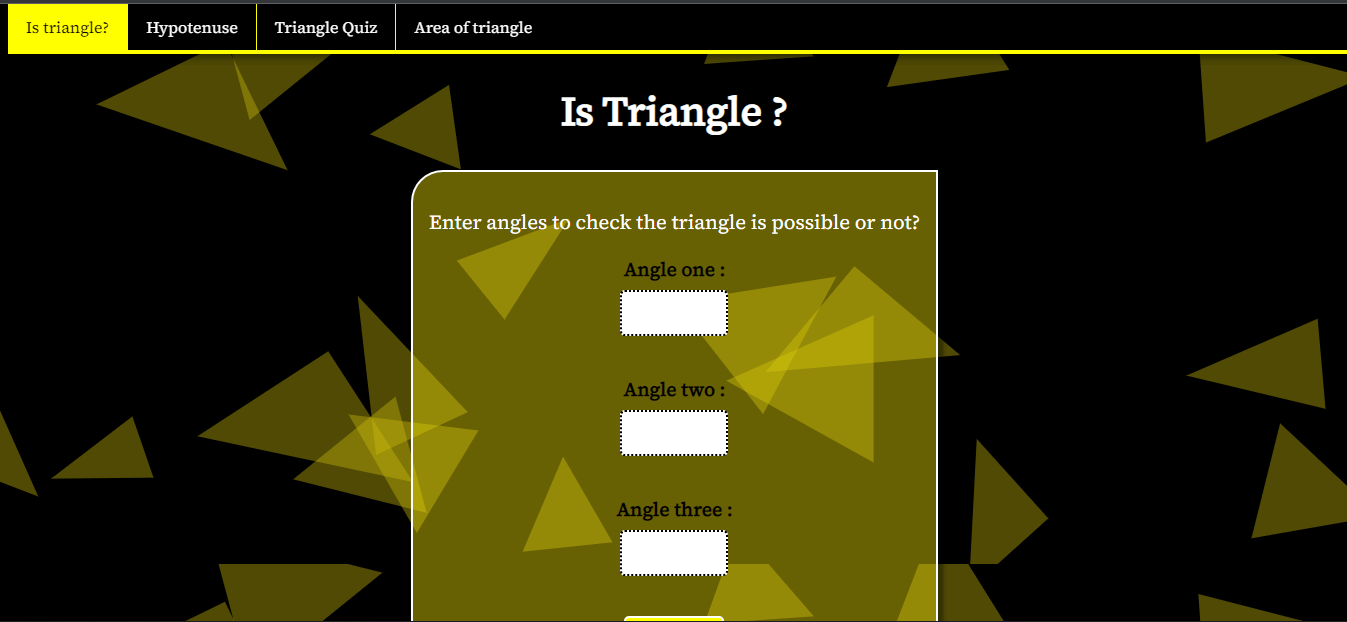 Is triangle?
Hypotenuse
Triangle Quiz
Area of triangle
Is Triangle ?
Enter angles to check the triangle is possible or not?
Angle one :
Angle two :
Angle three :